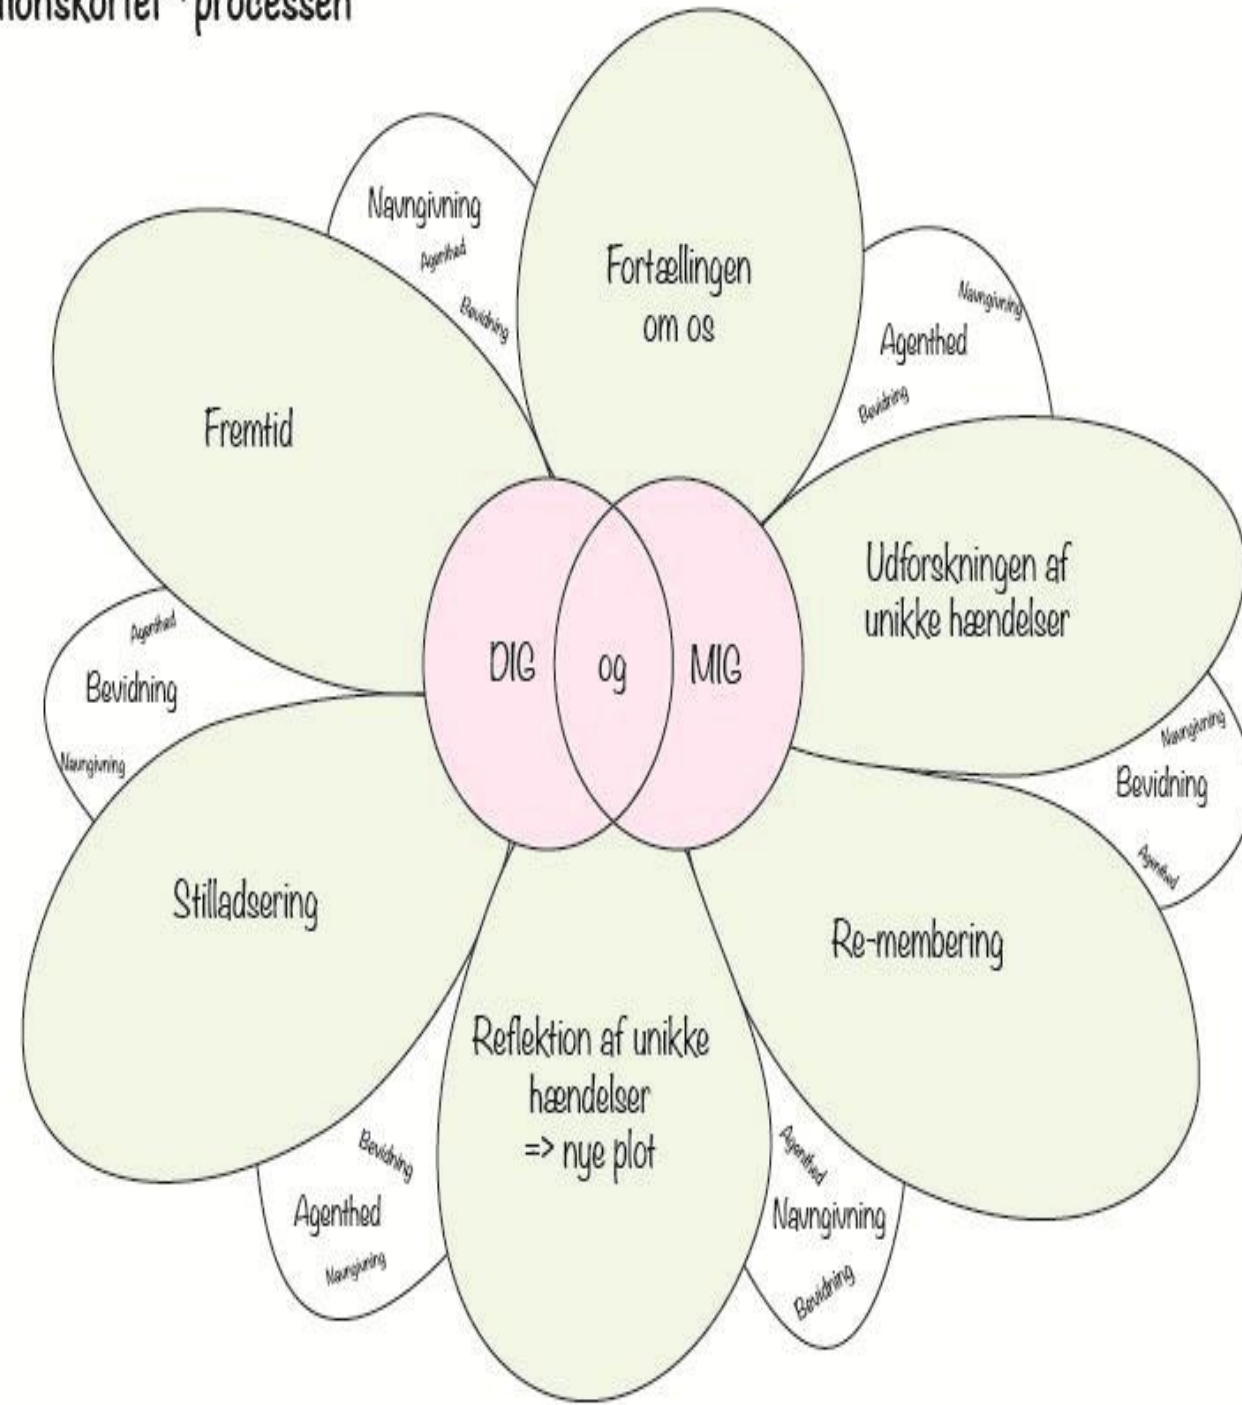 processen
Navngivning
Agenthed
Bevidning
Fortællingen
om os
Navngivning
Agenthed
Bevidning
Fremtid
Udforskningen af
unikke hændelser
DIG og MIG
Agenthed
Bevidning
Navngivning
Navngivning
Bevidning
Agenthed
Stilladsering
Re-membering
Reflektion af unikke
hændelser
=> nye plot
Bevidning
Agenthed
Navngivning
Agenthed
Navngivning
Bevidning